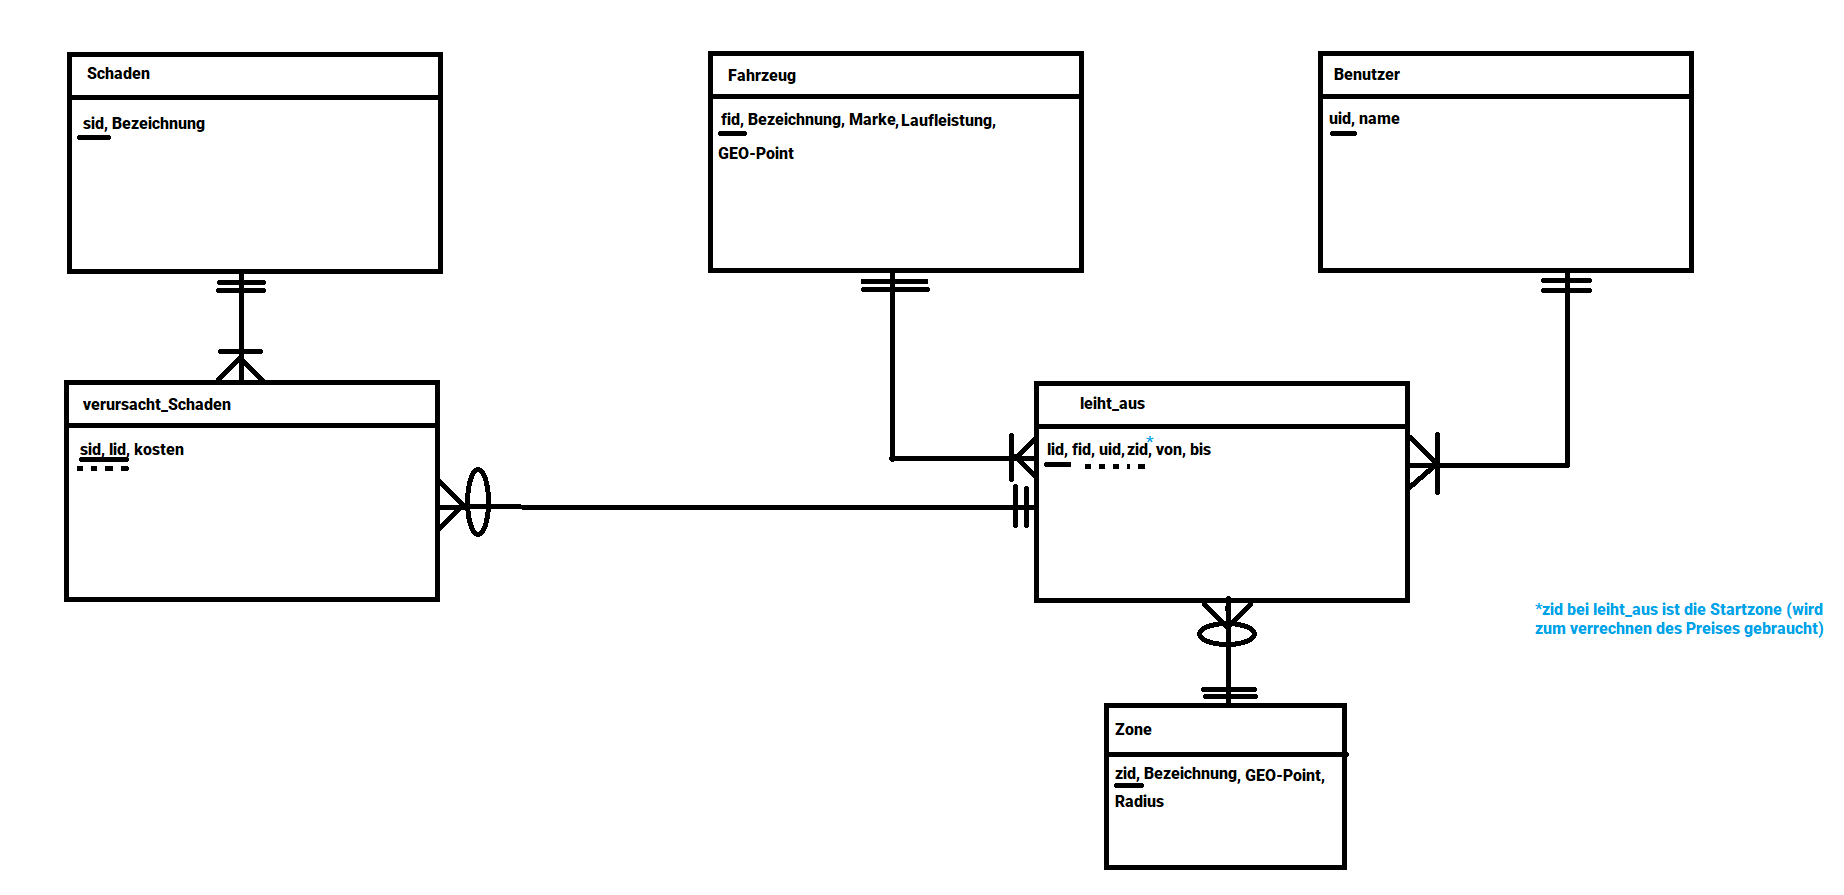 Schaden
sid, Bezeichnung
Fahrzeug
fid, Bezeichnung, Marke, Laufleistung,
GEO-Point
Benutzer
uid, name
verursacht_Schaden
sid, lid, kosten
leiht_aus
lid, fid, uid, zid,* von, bis
*zid bei leiht_aus ist die Startzone (wird
zum verrechnen des Preises gebraucht)
Zone
zid, Bezeichnung, GEO-Point,
Radius